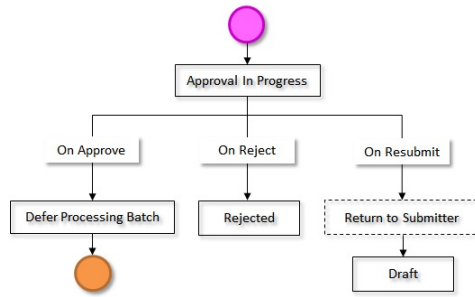 Approval In Progress
On Approve
On Reject
On Resubmit
Defer Processing Batch
Rejected
Return to Submitter
Draft